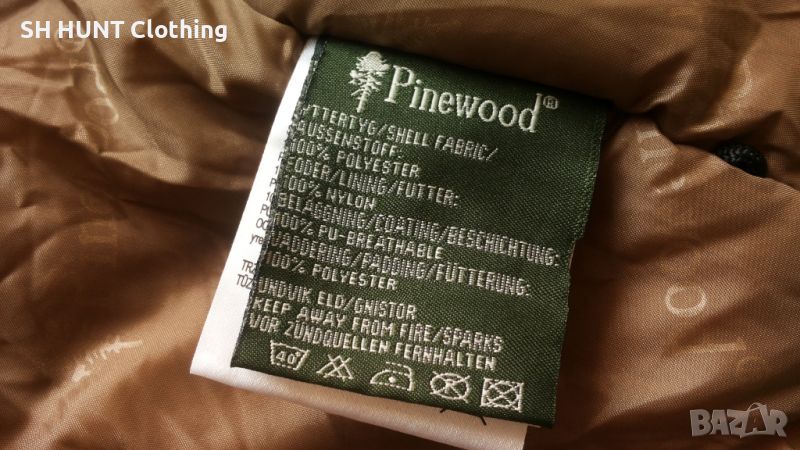 SH HUNT Clothing
Pinewood®
YTTERTYG/SHELL FABRIC/
AUSSENSTOFF:
100% POLYESTER
FODER/LINING/FUTTER:
100% NYLON
BELÄGGNING/COATING/BESCHICHTUNG:
100% PU-BREATHABLE
VADDERING/PADDING/FÜTTERUNG:
100% POLYESTER
UNDVIK ELD/GNISTOR
KEEP AWAY FROM FIRE/SPARKS
VOR ZÜNDQUELLEN FERNHALTEN
40°
BAZAR